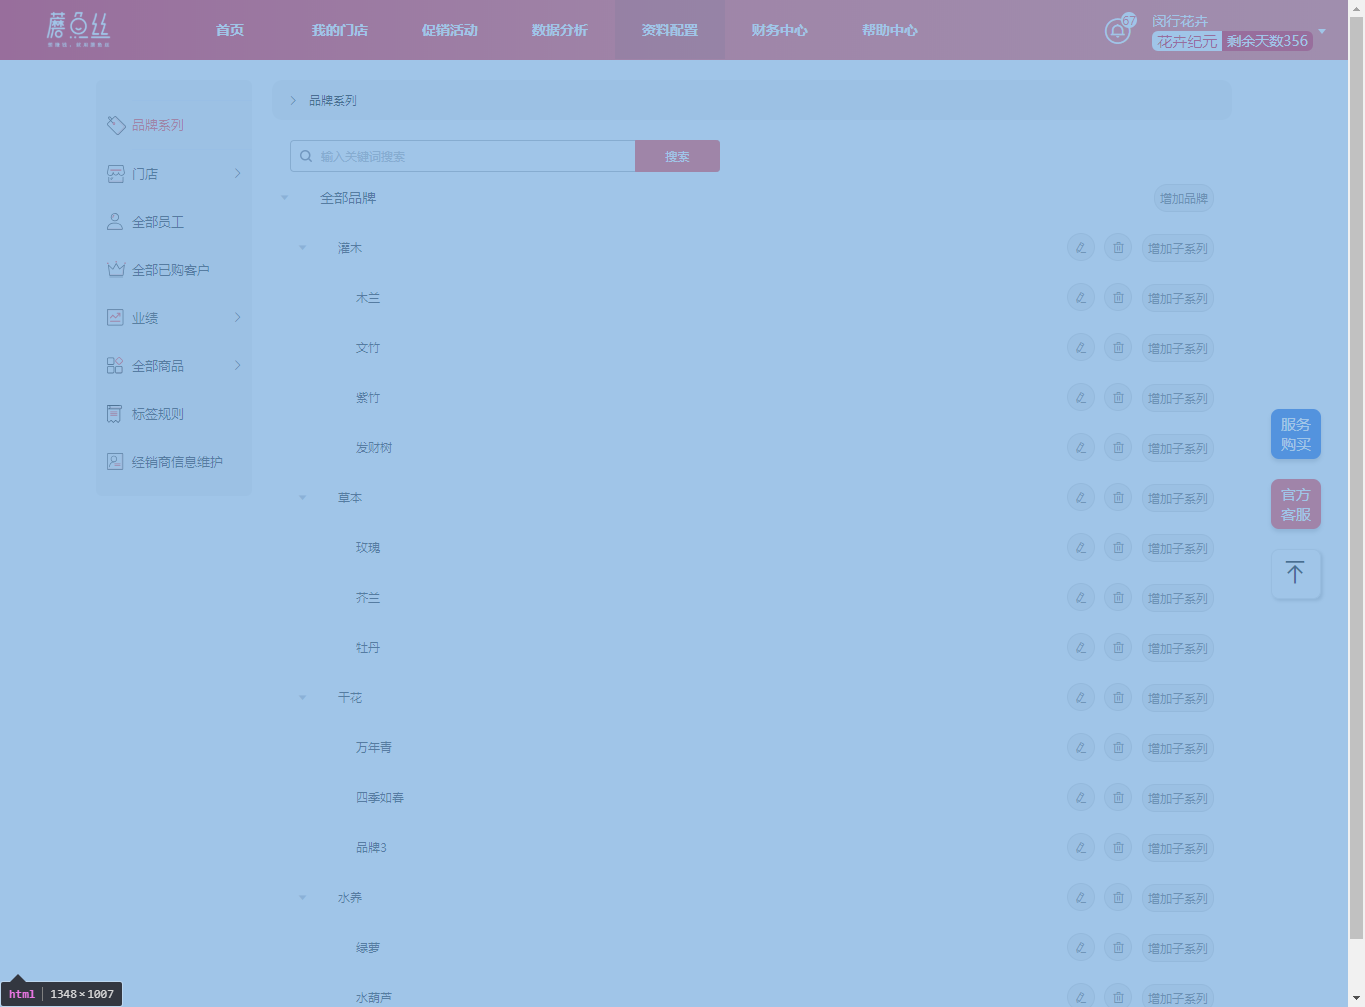 蘑点丝
首页 我的门店 促销活动 数据分析 资料配置 财务中心 帮助中心
67
闵行花卉
花卉纪元 剩余天数356
品牌系列
门店
全部员工
全部已购客户
业绩
全部商品
标签规则
经销商信息维护
品牌系列
输入关键词搜索 搜索
全部品牌 增加品牌
灌木 增加子系列
木兰 增加子系列
文竹 增加子系列
紫竹 增加子系列
发财树 增加子系列
草本 增加子系列
玫瑰 增加子系列
芥兰 增加子系列
牡丹 增加子系列
干花 增加子系列
万年青 增加子系列
四季如春 增加子系列
品牌3 增加子系列
水养 增加子系列
绿萝 增加子系列
水葫芦 增加子系列
服务
购买
官方
客服
html 1348×1007